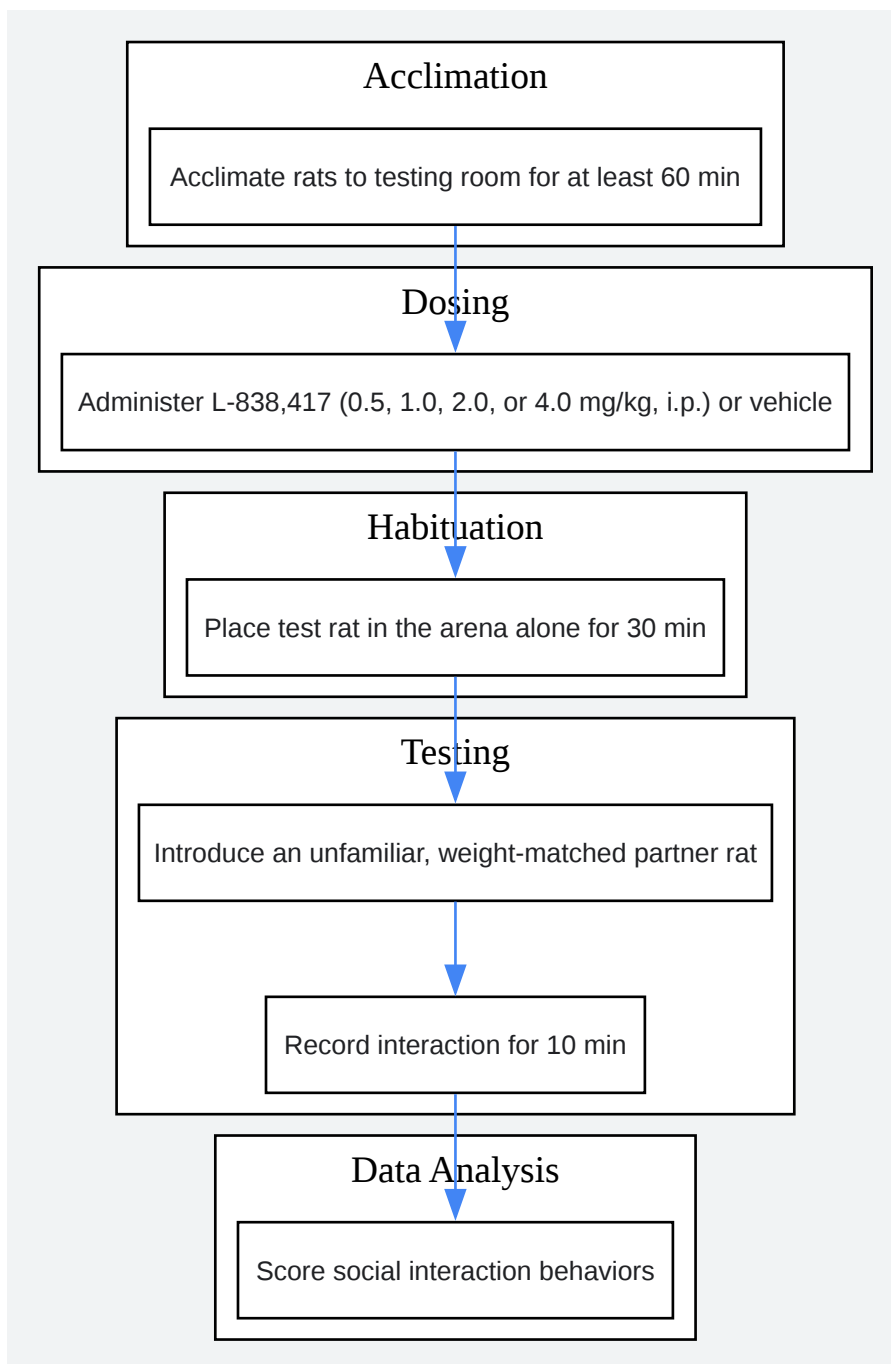 Acclimation
Acclimate rats to testing room for at least 60 min
Dosing
Administer L-838,417 (0.5, 1.0, 2.0, or 4.0 mg/kg, i.p.) or vehicle
Habituation
Place test rat in the arena alone for 30 min
Testing
Introduce an unfamiliar, weight-matched partner rat
Record interaction for 10 min
Data Analysis
Score social interaction behaviors